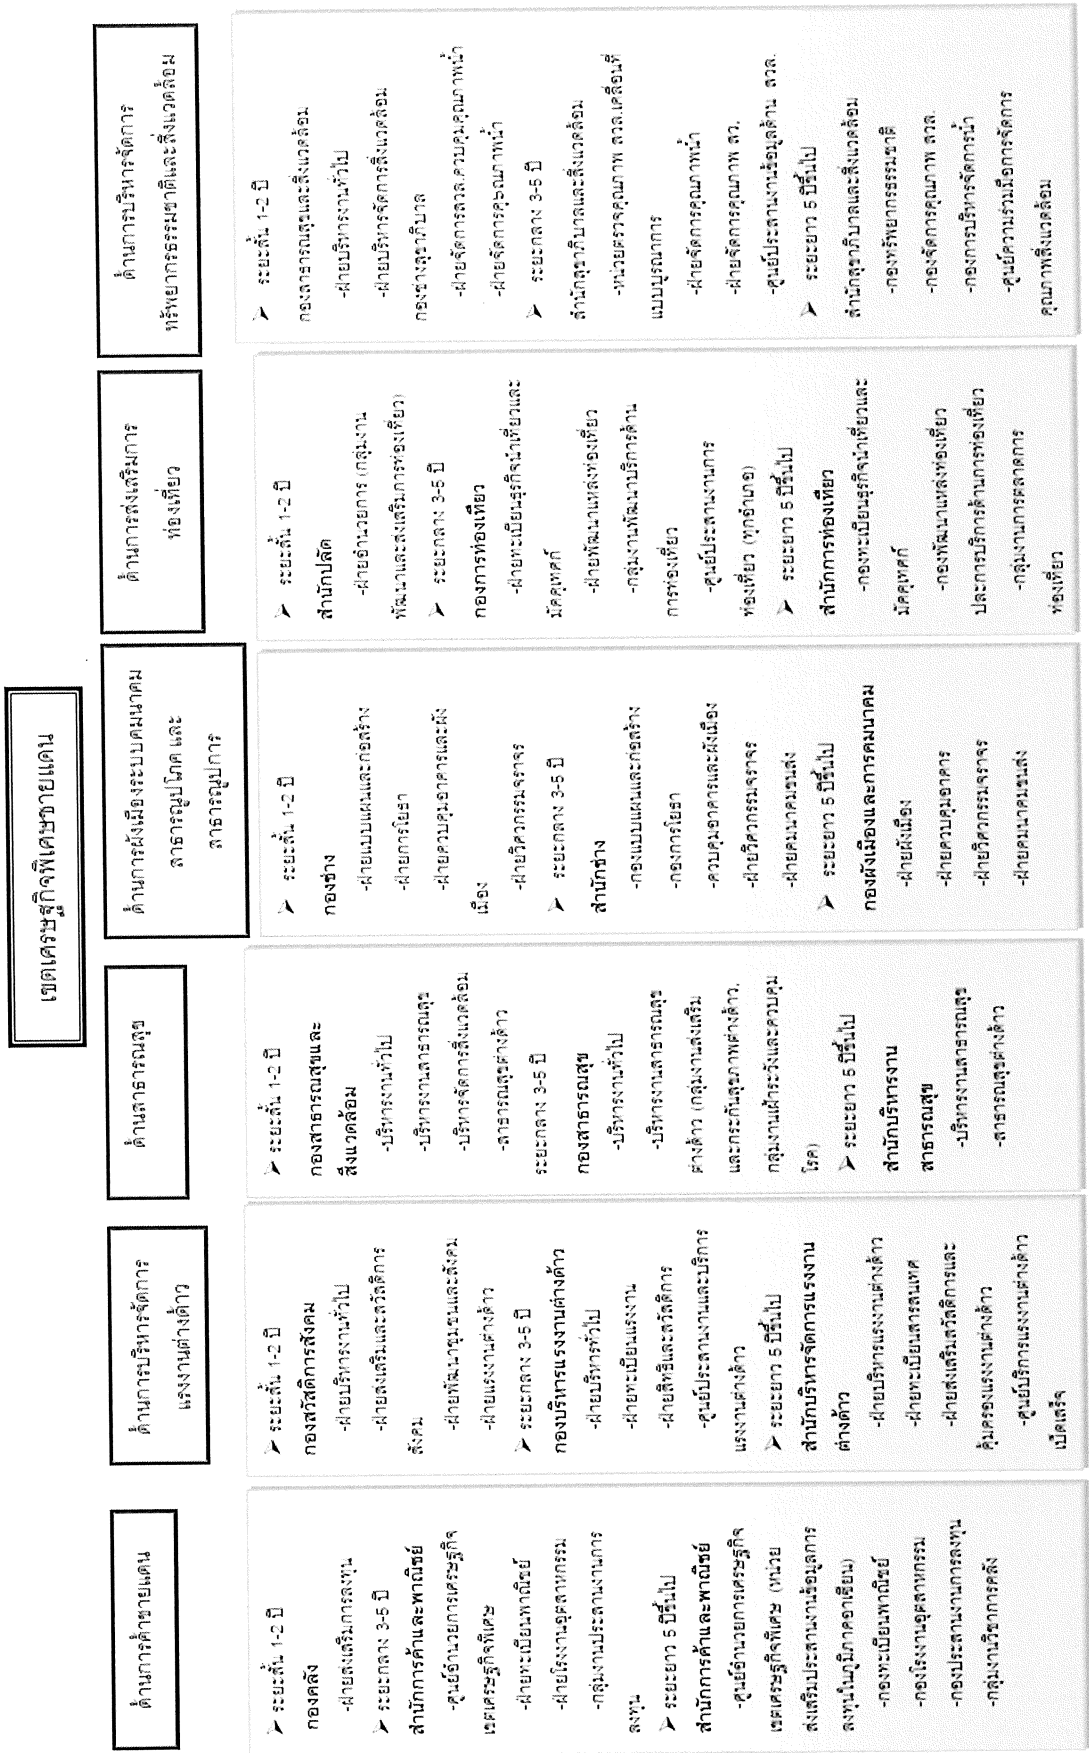 เขตเศรษฐกิจพิเศษชายแดน
ด้านการค้าชายแดน
➤ ระยะสั้น 1-2 ปี
กองคลัง
-ฝ่ายส่งเสริมการลงทุน
➤ ระยะกลาง 3-5 ปี
สำนักการค้าและพาณิชย์
-ศูนย์อำนวยการเศรษฐกิจ
เขตเศรษฐกิจพิเศษ
-ฝ่ายทะเบียนพาณิชย์
-ฝ่ายโรงงานอุตสาหกรรม
-กลุ่มงานประสานงานการ
ลงทุน
➤ ระยะยาว 5 ปีขึ้นไป
สำนักการค้าและพาณิชย์
-ศูนย์อำนวยการเศรษฐกิจ
เขตเศรษฐกิจพิเศษ (หน่วย
ส่งเสริมประสานงานข้อมูลการ
ลงทุนในภูมิภาคอาเซียน)
-กองทะเบียนพาณิชย์
-กองโรงงานอุตสาหกรรม
-กองประสานงานการลงทุน
-กลุ่มงานวิชาการคลัง
ด้านการบริหารจัดการ
แรงงานต่างด้าว
➤ ระยะสั้น 1-2 ปี
กองสวัสดิการสังคม
-ฝ่ายบริหารงานทั่วไป
-ฝ่ายส่งเสริมและสวัสดิการ
สังคม
-ฝ่ายพัฒนาชุมชนและสังคม
-ฝ่ายแรงงานต่างด้าว
➤ ระยะกลาง 3-5 ปี
กองบริหารแรงงานต่างด้าว
-ฝ่ายบริหารทั่วไป
-ฝ่ายทะเบียนแรงงาน
-ฝ่ายสิทธิและสวัสดิการ
-ศูนย์ประสานงานและบริการ
แรงงานต่างด้าว
➤ ระยะยาว 5 ปีขึ้นไป
สำนักบริหารจัดการแรงงาน
ต่างด้าว
-ฝ่ายบริหารแรงงานต่างด้าว
-ฝ่ายทะเบียนสารสนเทศ
-ฝ่ายส่งเสริมสวัสดิการและ
คุ้มครองแรงงานต่างด้าว
-ศูนย์บริการแรงงานต่างด้าว
เบ็ดเสร็จ
ด้านสาธารณสุข
➤ ระยะสั้น 1-2 ปี
กองสาธารณสุขและ
สิ่งแวดล้อม
-บริหารงานทั่วไป
-บริหารงานสาธารณสุข
-บริหารจัดการสิ่งแวดล้อม
-สาธารณสุขต่างด้าว
ระยะกลาง 3-5 ปี
กองสาธารณสุข
-บริหารงานทั่วไป
-บริหารงานสาธารณสุข
ต่างด้าว (กลุ่มงานส่งเสริม
และกระกันสุขภาพต่างด้าว,
กลุ่มงานเฝ้าระวังและควบคุม
โรค)
➤ ระยะยาว 5 ปีขึ้นไป
สำนักบริหารงาน
สาธารณสุข
-บริหารงานสาธารณสุข
-สาธารณสุขต่างด้าว
ด้านการผังเมืองระบบคมนาคม
สาธารณูปโภค และ
สาธารณูปการ
➤ ระยะสั้น 1-2 ปี
กองช่าง
-ฝ่ายแบบแผนและก่อสร้าง
-ฝ่ายการโยธา
-ฝ่ายควบคุมอาคารและผัง
เมือง
-ฝ่ายวิศวกรรมจราจร
➤ ระยะกลาง 3-5 ปี
สำนักช่าง
-กองแบบแผนและก่อสร้าง
-กองการโยธา
-ควบคุมอาคารและผังเมือง
-ฝ่ายวิศวกรรมจราจร
-ฝ่ายคมนาคมขนส่ง
➤ ระยะยาว 5 ปีขึ้นไป
กองผังเมืองและการคมนาคม
-ฝ่ายผังเมือง
-ฝ่ายควบคุมอาคาร
-ฝ่ายวิศวกรรมจราจร
-ฝ่ายคมนาคมขนส่ง
ด้านการส่งเสริมการ
ท่องเที่ยว
➤ ระยะสั้น 1-2 ปี
สำนักปลัด
-ฝ่ายอำนวยการ (กลุ่มงาน
พัฒนาและส่งเสริมการท่องเที่ยว)
➤ ระยะกลาง 3-5 ปี
กองการท่องเที่ยว
-ฝ่ายทะเบียนธุรกิจนำเที่ยวและ
มัคคุเทศก์
-ฝ่ายพัฒนาแหล่งท่องเที่ยว
-กลุ่มงานพัฒนาบริการด้าน
การท่องเที่ยว
-ศูนย์ประสานงานการ
ท่องเที่ยว (ทุกอำเภอ)
➤ ระยะยาว 5 ปีขึ้นไป
สำนักการท่องเที่ยว
-กองทะเบียนธุรกิจนำเที่ยวและ
มัคคุเทศก์
-กองพัฒนาแหล่งท่องเที่ยว
ปละการบริการด้านการท่องเที่ยว
-กลุ่มงานการตลาดการ
ท่องเที่ยว
ด้านการบริหารจัดการ
ทรัพยากรธรรมชาติและสิ่งแวดล้อม
➤ ระยะสั้น 1-2 ปี
กองสาธารณสุขและสิ่งแวดล้อม
-ฝ่ายบริหารงานทั่วไป
-ฝ่ายบริหารจัดการสิ่งแวดล้อม
กองช่างสุขาภิบาล
-ฝ่ายจัดการสวล.ควบคุมคุณภาพน้ำ
-ฝ่ายจัดการคุ๖ณภาพน้ำ
➤ ระยะกลาง 3-5 ปี
สำนักสุขาภิบาลและสิ่งแวดล้อม
-หน่วยตรวจคุณภาพ สวล.เคลื่อนที่
แบบบูรณาการ
-ฝ่ายจัดการคุณภาพน้ำ
-ฝ่ายจัดการคุณภาพ สว.
-ศูนย์ประสานงานข้อมูลด้าน สวล.
➤ ระยะยาว 5 ปีขึ้นไป
สำนักสุขาภิบาลและสิ่งแวดล้อม
-กองทรัพยากรธรรมชาติ
-กองจัดการคุณภาพ สวล.
-กองการบริหารจัดการน้ำ
-ศูนย์ความร่วมมือการจัดการ
คุณภาพสิ่งแวดล้อม